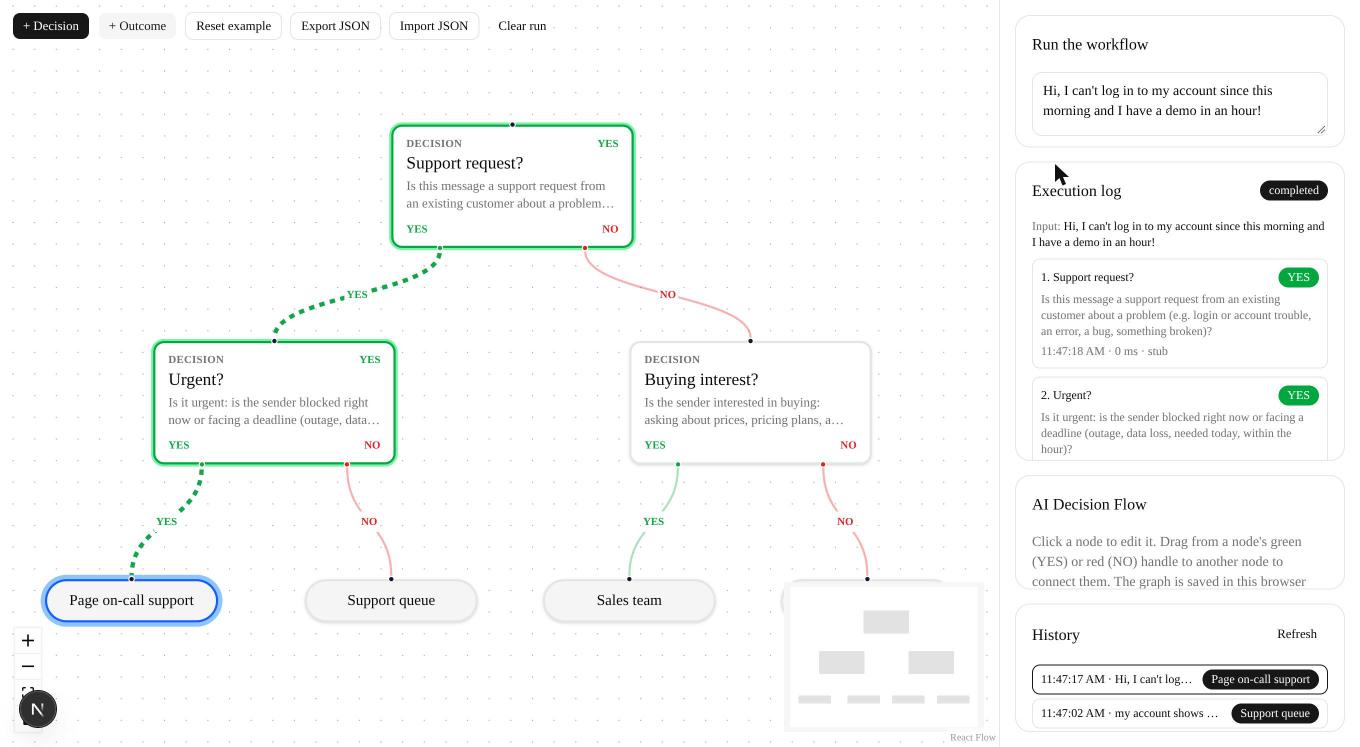 + Decision
+ Outcome
Reset example
Export JSON
Import JSON
Clear run
DECISION
YES
Support request?
Is this message a support request from
an existing customer about a problem…
YES
NO
YES
NO
DECISION
YES
Urgent?
Is it urgent: is the sender blocked right
now or facing a deadline (outage, data…
YES
NO
DECISION
Buying interest?
Is the sender interested in buying:
asking about prices, pricing plans, a…
YES
NO
YES
NO
YES
NO
Page on-call support
Support queue
Sales team
N
React Flow
Run the workflow
Hi, I can't log in to my account since this
morning and I have a demo in an hour!
Execution log
completed
Input: Hi, I can't log in to my account since this morning and
I have a demo in an hour!
1. Support request?
YES
Is this message a support request from an existing
customer about a problem (e.g. login or account trouble,
an error, a bug, something broken)?
11:47:18 AM · 0 ms · stub
2. Urgent?
YES
Is it urgent: is the sender blocked right now or facing a
deadline (outage, data loss, needed today, within the
hour)?
AI Decision Flow
Click a node to edit it. Drag from a node's green
(YES) or red (NO) handle to another node to
connect them. The graph is saved in this browser
History
Refresh
11:47:17 AM · Hi, I can't log…
Page on-call support
11:47:02 AM · my account shows …
Support queue